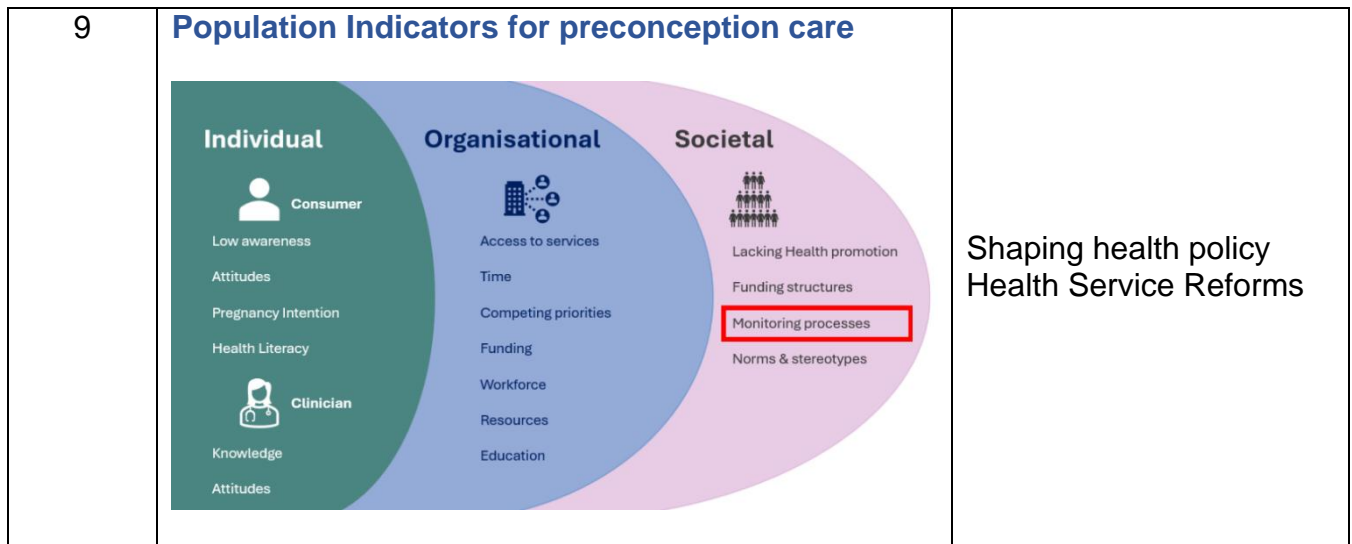 9
Population Indicators for preconception care
Individual
Consumer
Low awareness
Attitudes
Pregnancy Intention
Health Literacy
Clinician
Knowledge
Attitudes
Organisational
Access to services
Time
Competing priorities
Funding
Workforce
Resources
Education
Societal
Lacking Health promotion
Funding structures
Monitoring processes
Norms & stereotypes
Shaping health policy
Health Service Reforms